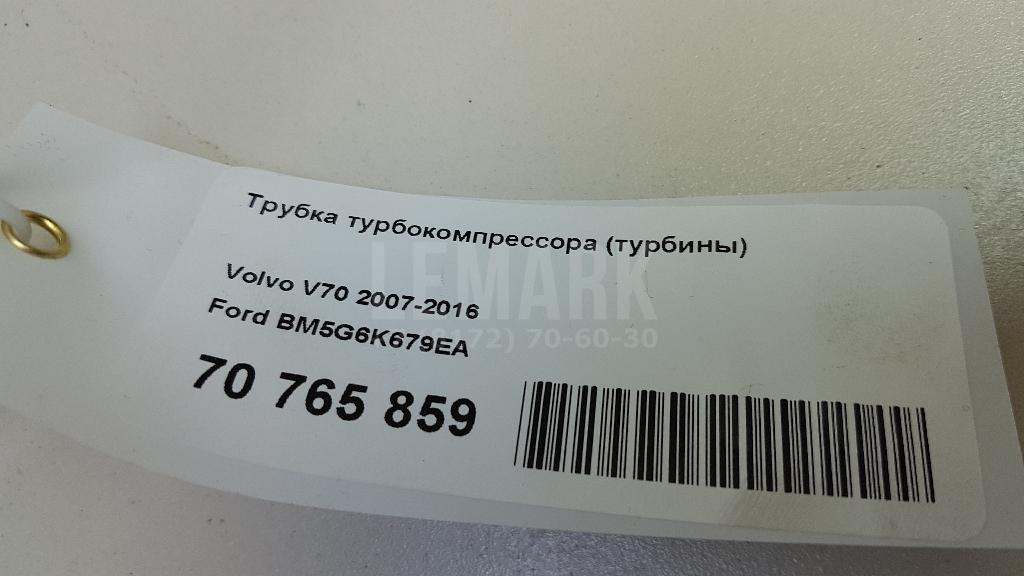 Трубка турбокомпрессора (турбины)
LEMARK
(8172) 70-60-30
Volvo V70 2007-2016
Ford BM5G6K679EA
70 765 859